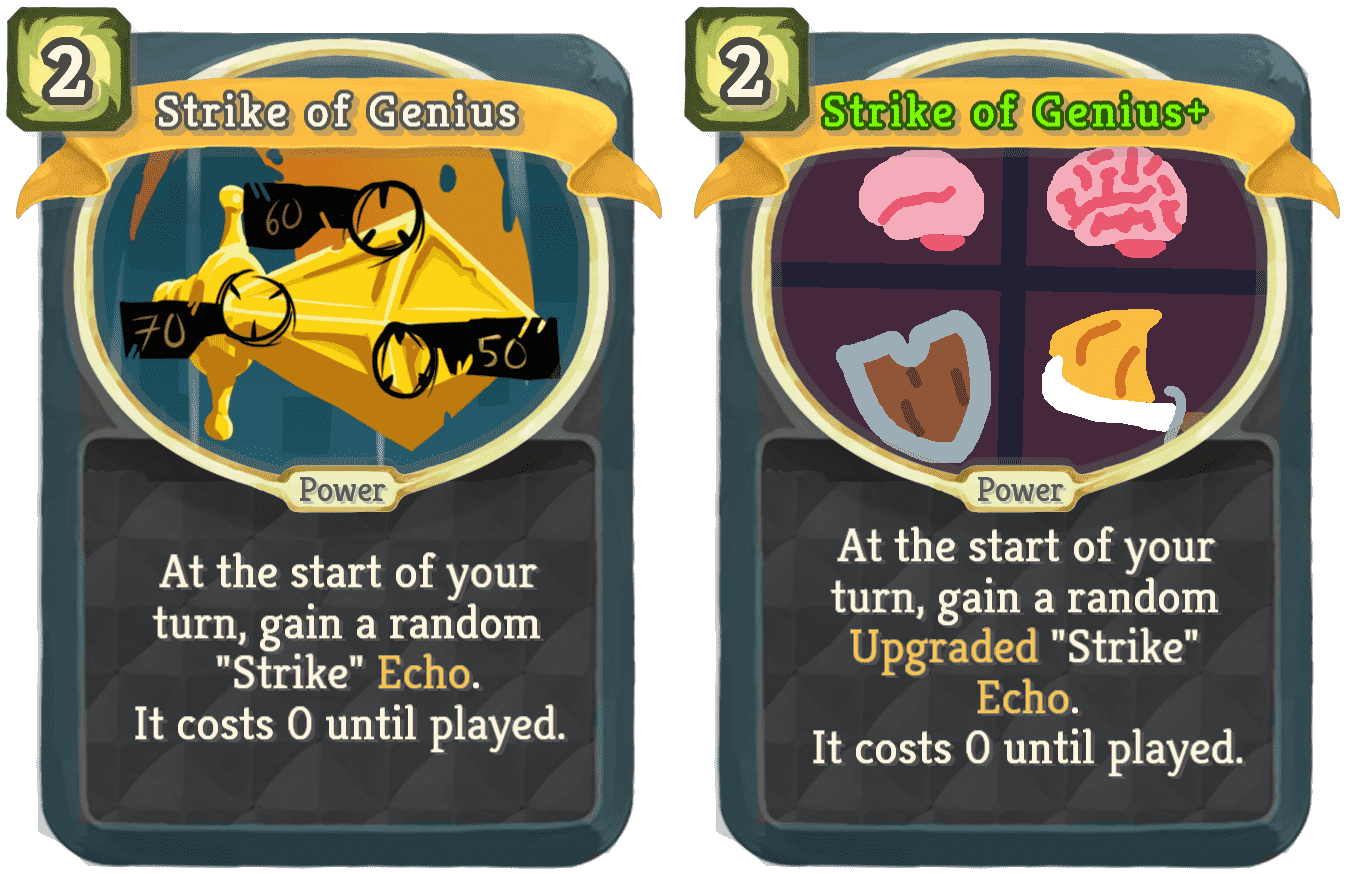 2
Strike of Genius
60
70
50
Power
At the start of your
turn, gain a random
"Strike" Echo.
It costs 0 until played.
2
Strike of Genius+
Power
At the start of your
turn, gain a random
Upgraded "Strike"
Echo.
It costs 0 until played.